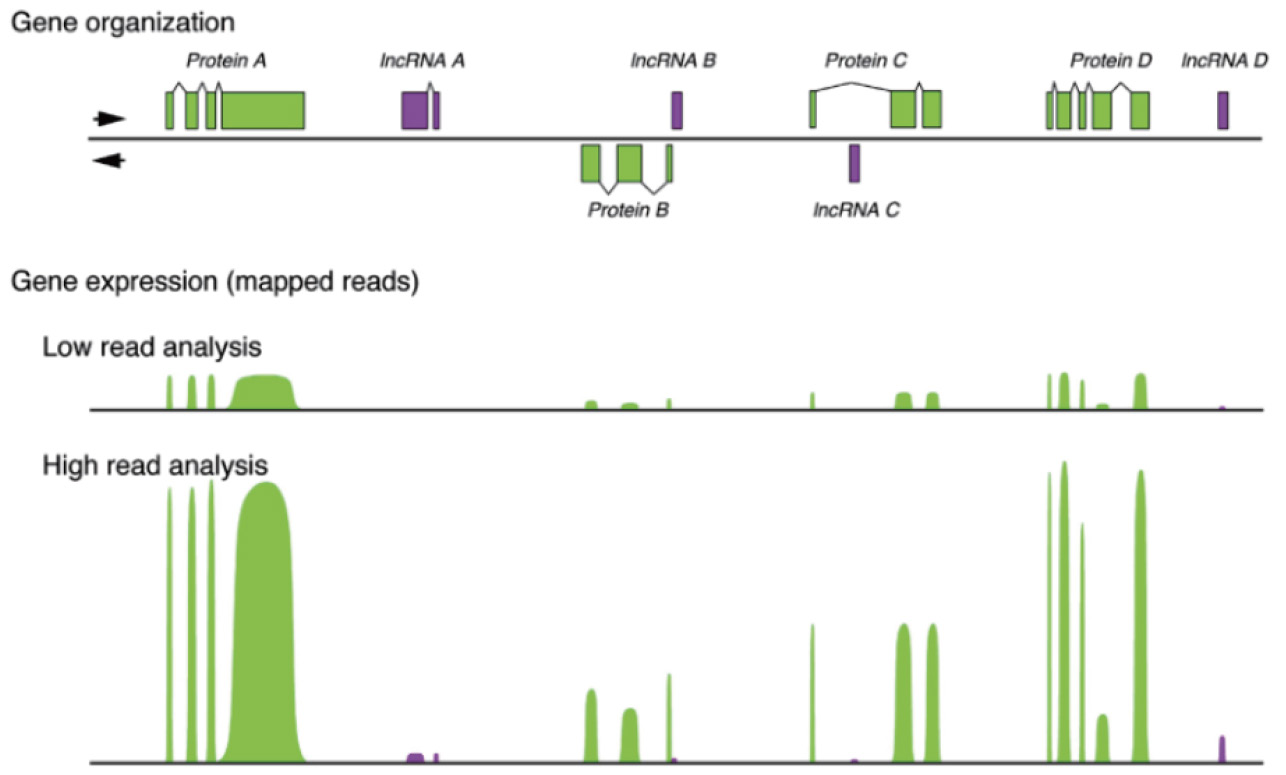 Gene organization
Protein A lncRNA A lncRNA B Protein C Protein D lncRNA D
Protein B lncRNA C
Gene expression (mapped reads)
Low read analysis
High read analysis